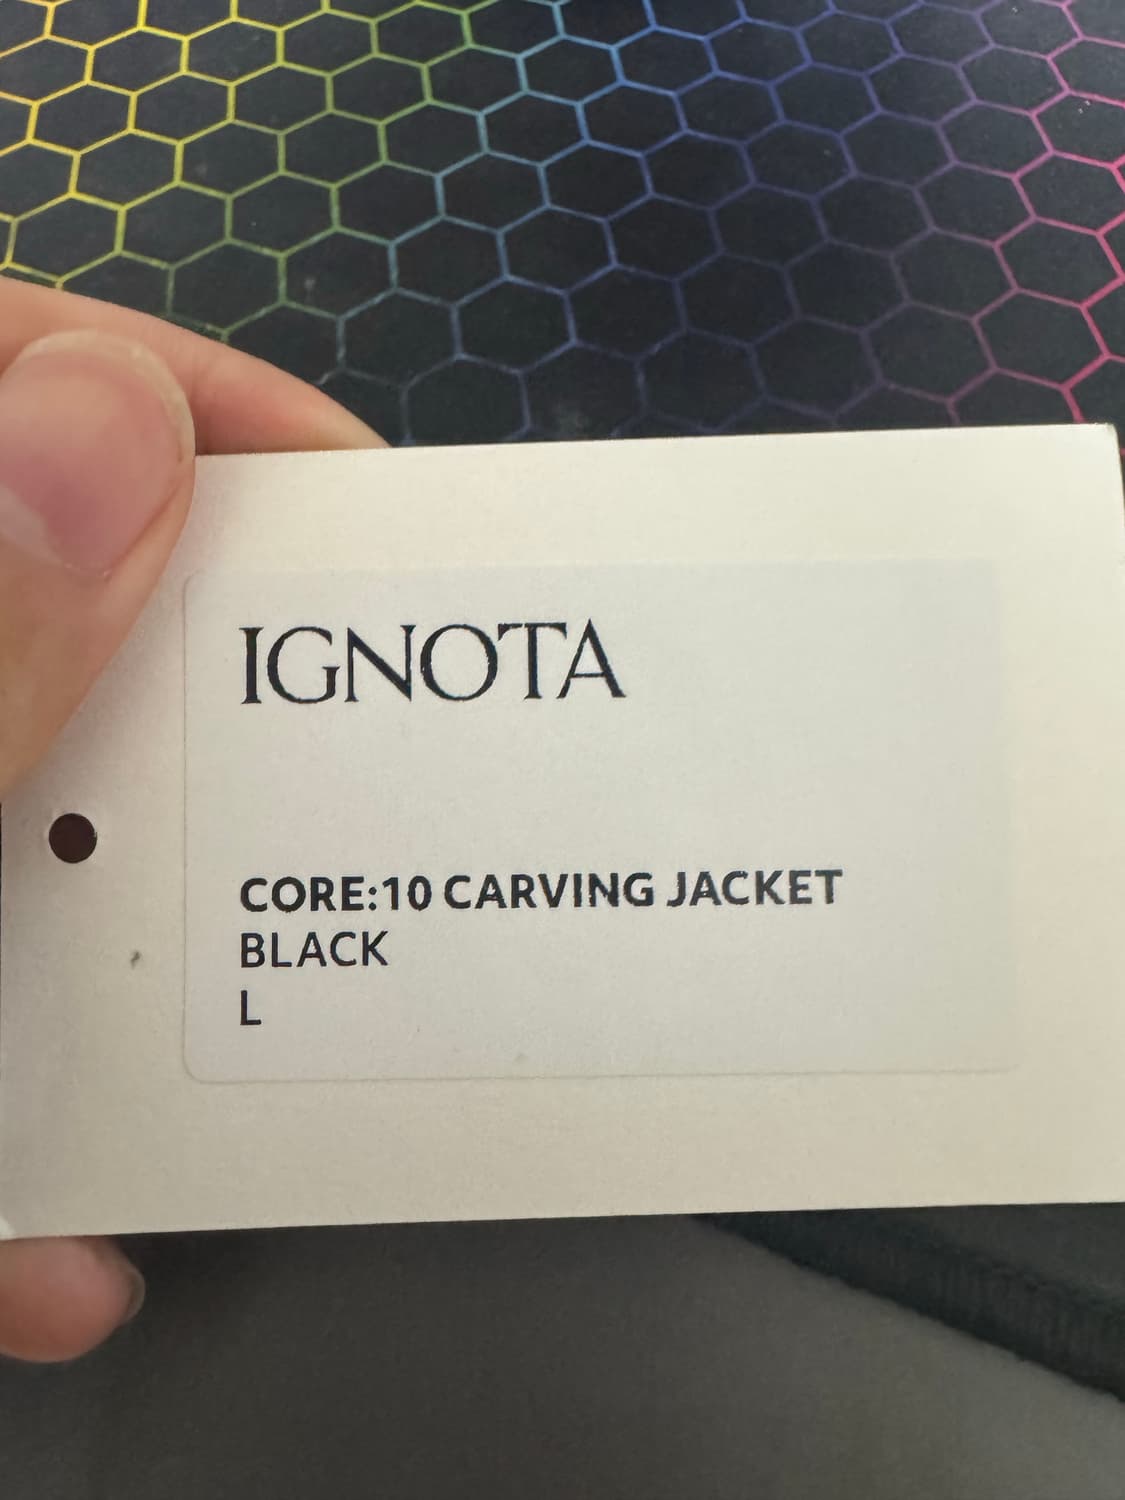 IGNOTA
CORE:10 CARVING JACKET
BLACK
L